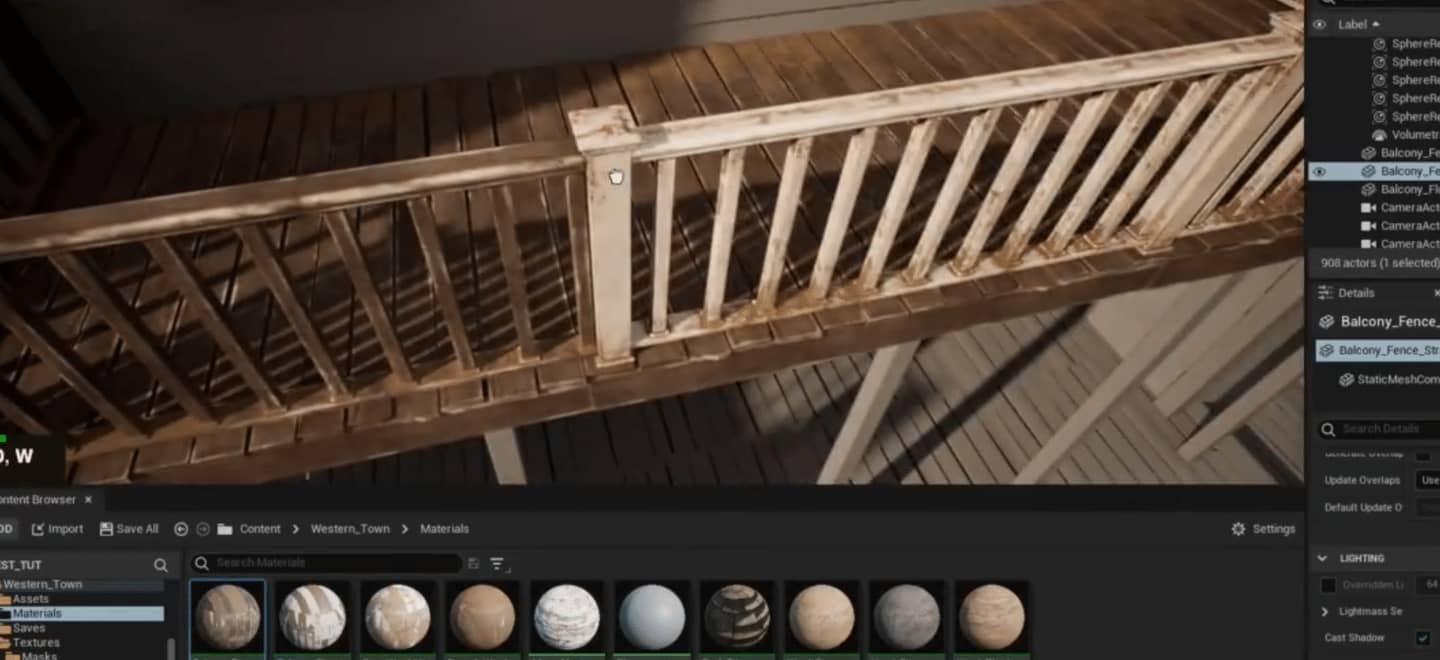 Label
SphereRe
SphereRe
SphereRe
SphereRe
SphereRe
Volumetr
Balcony_Fe
Balcony_Fe
Balcony_Fl
CameraAct
CameraAct
CameraAct
908 actors (1 selected)
Details
Balcony_Fence_
Balcony_Fence_Str
StaticMeshCom
Search Details
Generate Overlap
Update Overlaps
Use
Default Update O
LIGHTING
Overridden Li
64
Lightmass Se
Cast Shadow
, W
ontent Browser
DD
Import
Save All
Content
Western_Town
Materials
Settings
EST_TUT
Search Materials
Western_Town
Assets
Materials
Saves
Textures
Masks